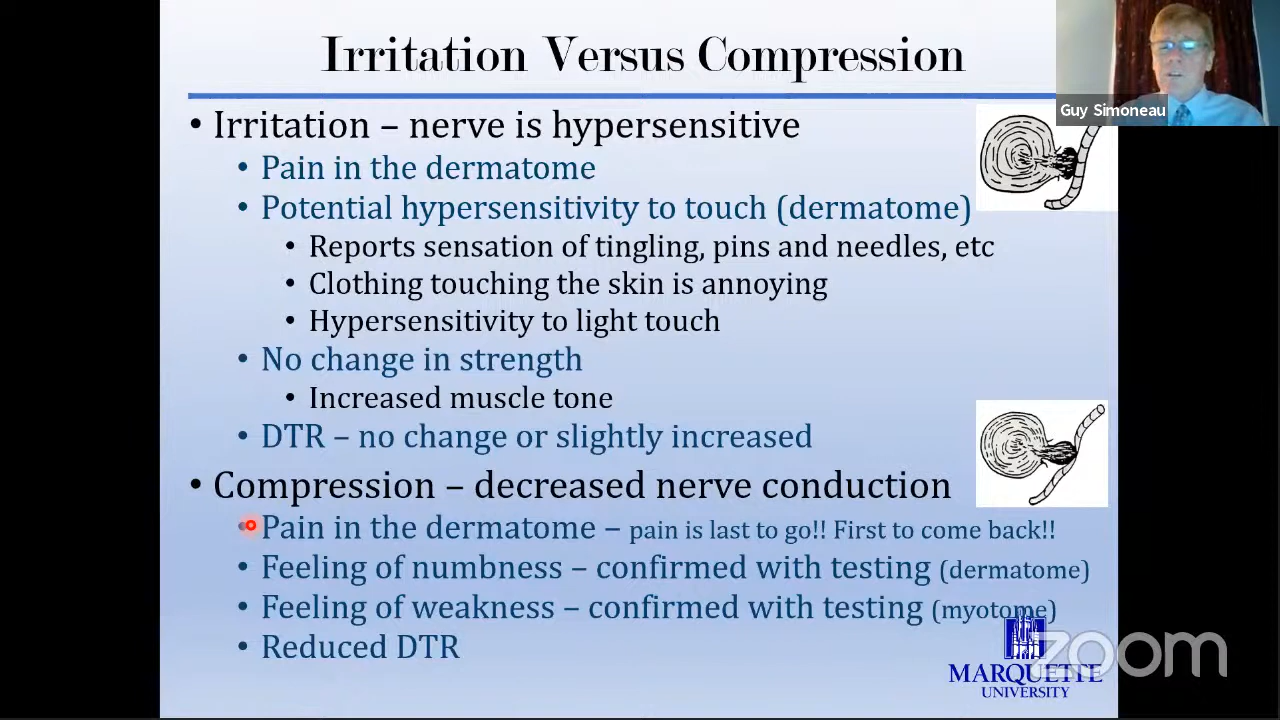 Irritation Versus Compression
Guy Simoneau
• Irritation – nerve is hypersensitive
• Pain in the dermatome
• Potential hypersensitivity to touch (dermatome)
• Reports sensation of tingling, pins and needles, etc
• Clothing touching the skin is annoying
• Hypersensitivity to light touch
• No change in strength
• Increased muscle tone
• DTR – no change or slightly increased
• Compression – decreased nerve conduction
• Pain in the dermatome – pain is last to go!! First to come back!!
• Feeling of numbness – confirmed with testing (dermatome)
• Feeling of weakness – confirmed with testing (myotome)
• Reduced DTR
zoom
MARQUETTE
UNIVERSITY